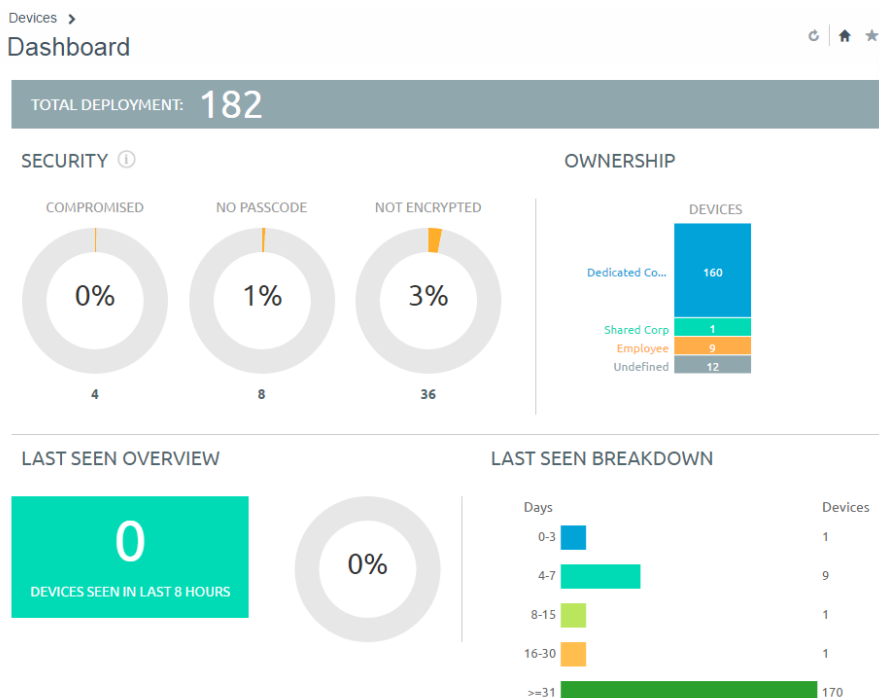 Devices >
Dashboard
TOTAL DEPLOYMENT: 182
SECURITY
OWNERSHIP
COMPROMISED NO PASSCODE NOT ENCRYPTED
0% 1% 3%
4 8 36
DEVICES
Dedicated Co... 160
Shared Corp 1
Employee 9
Undefined 12
LAST SEEN OVERVIEW
0
DEVICES SEEN IN LAST 8 HOURS
0%
LAST SEEN BREAKDOWN
Days Devices
0-3 1
4-7 9
8-15 1
16-30 1
>=31 170